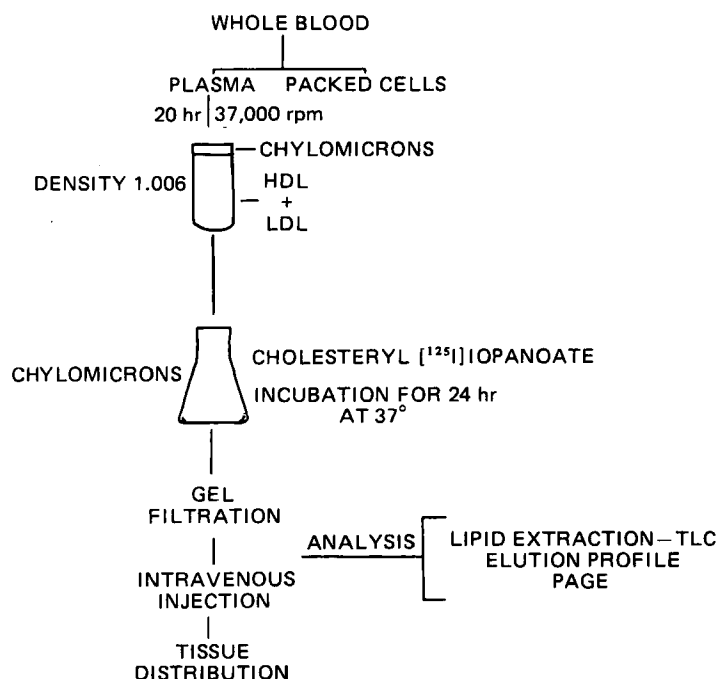 WHOLE BLOOD
PLASMA PACKED CELLS
20 hr 37,000 rpm
CHYLOMICRONS
DENSITY 1.006
HDL
+
LDL
CHYLOMICRONS
CHOLESTERYL [¹²⁵I]IOPANOATE
INCUBATION FOR 24 hr
AT 37°
GEL
FILTRATION
ANALYSIS
LIPID EXTRACTION—TLC
ELUTION PROFILE
PAGE
INTRAVENOUS
INJECTION
TISSUE
DISTRIBUTION